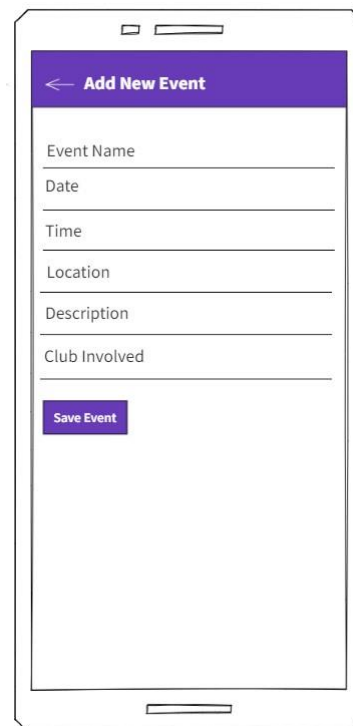 Add New Event
Event Name
Date
Time
Location
Description
Club Involved
Save Event